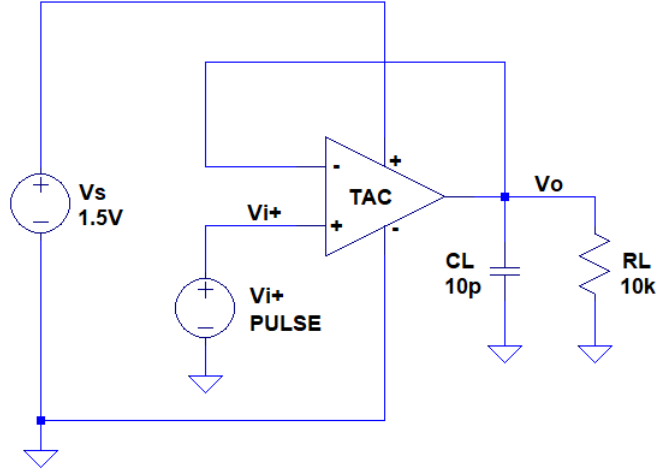 -
+
TAC
Vo
+
Vs
1.5V
-
Vi+
+
-
CL
10p
RL
10k
+
Vi+
PULSE
-